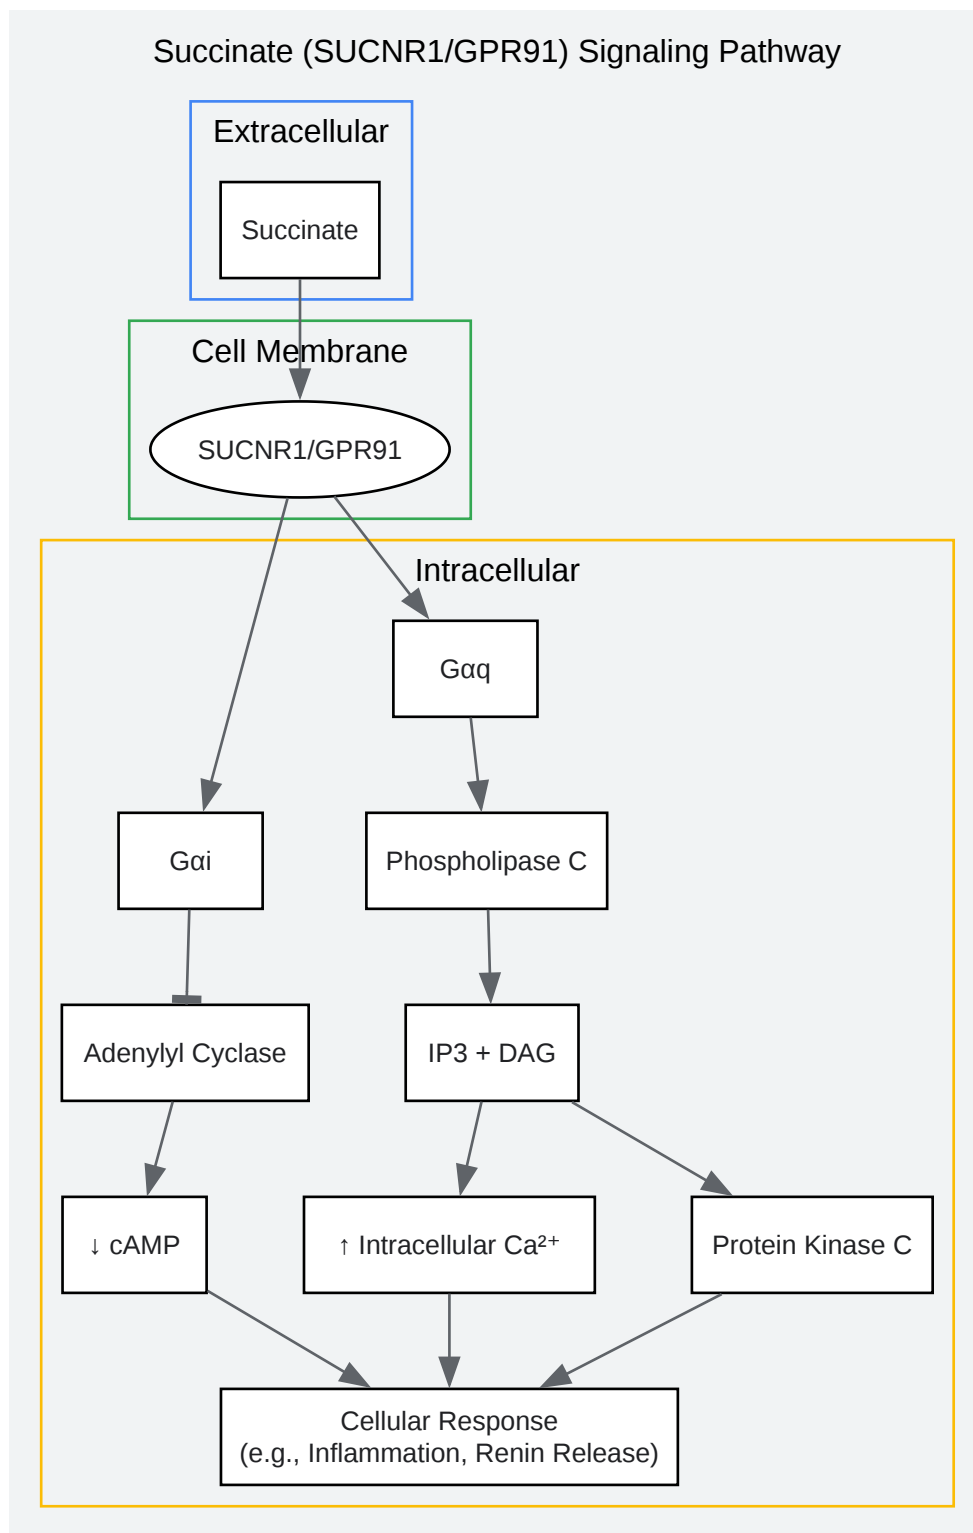 Succinate (SUCNR1/GPR91) Signaling Pathway
Extracellular
Succinate
Cell Membrane
SUCNR1/GPR91
Intracellular
Gαq
Gαi
Phospholipase C
Adenylyl Cyclase
IP3 + DAG
↓ cAMP
↑ Intracellular Ca²⁺
Protein Kinase C
Cellular Response
(e.g., Inflammation, Renin Release)